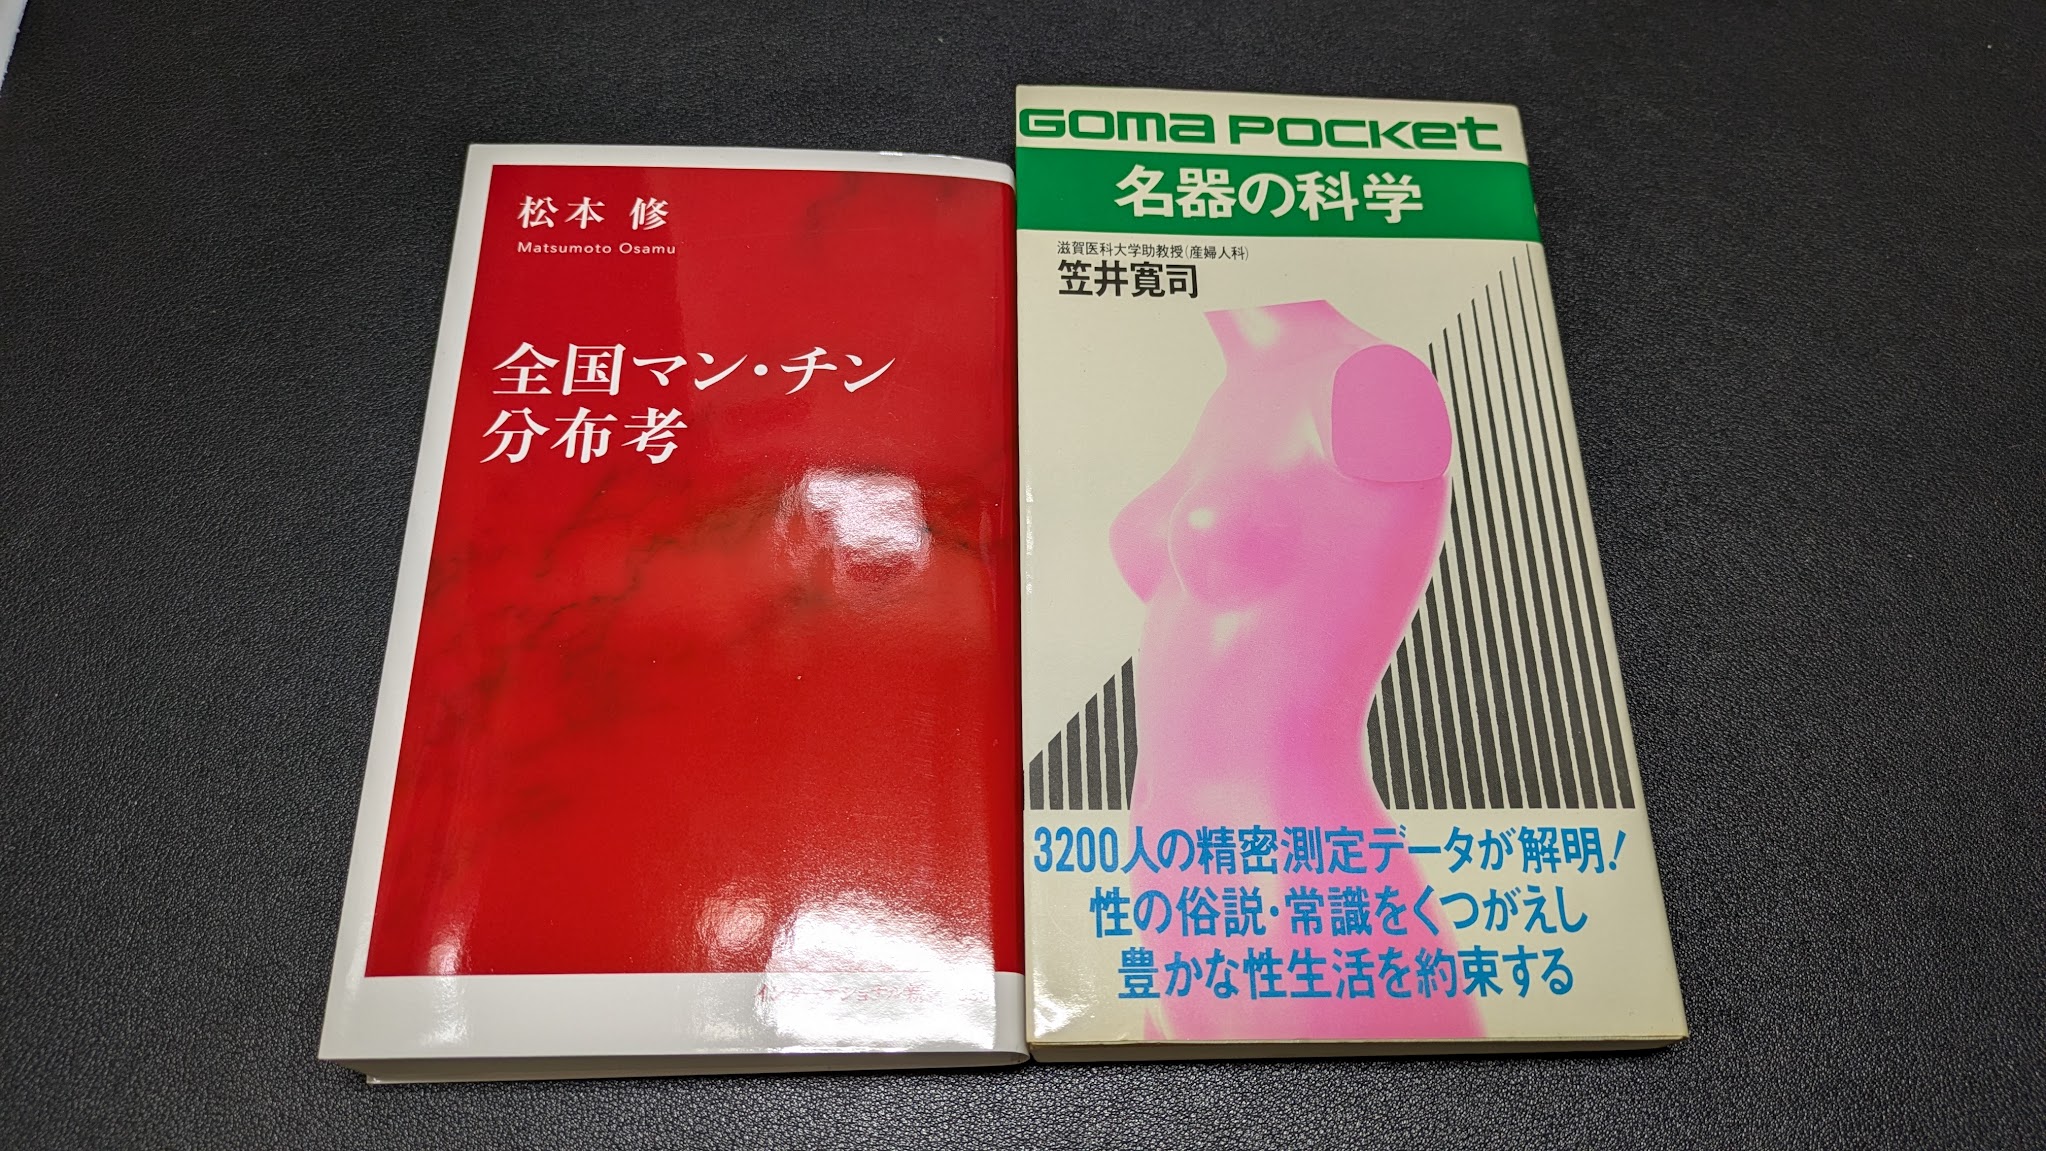 松本 修
Matsumoto Osamu
全国マン・チン
分布考
GOMA POCKET
名器の科学
滋賀医科大学助教授(産婦人科)
笠井寛司
3200人の精密測定データが解明!
性の俗説・常識をくつがえし
豊かな性生活を約束する